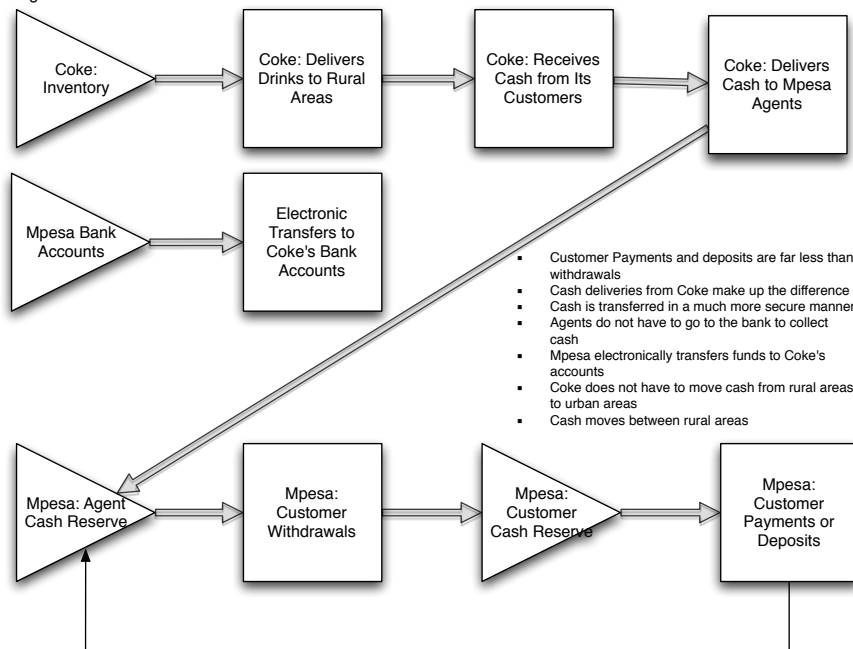 Coke:
Inventory
Coke: Delivers
Drinks to Rural
Areas
Coke: Receives
Cash from Its
Customers
Coke: Delivers
Cash to Mpesa
Agents
Mpesa Bank
Accounts
Electronic
Transfers to
Coke's Bank
Accounts
▪ Customer Payments and deposits are far less than
withdrawals
▪ Cash deliveries from Coke make up the difference
▪ Cash is transferred in a much more secure manner
▪ Agents do not have to go to the bank to collect
cash
▪ Mpesa electronically transfers funds to Coke's
accounts
▪ Coke does not have to move cash from rural areas
to urban areas
▪ Cash moves between rural areas
Mpesa: Agent
Cash Reserve
Mpesa:
Customer
Withdrawals
Mpesa:
Customer
Cash Reserve
Mpesa:
Customer
Payments or
Deposits